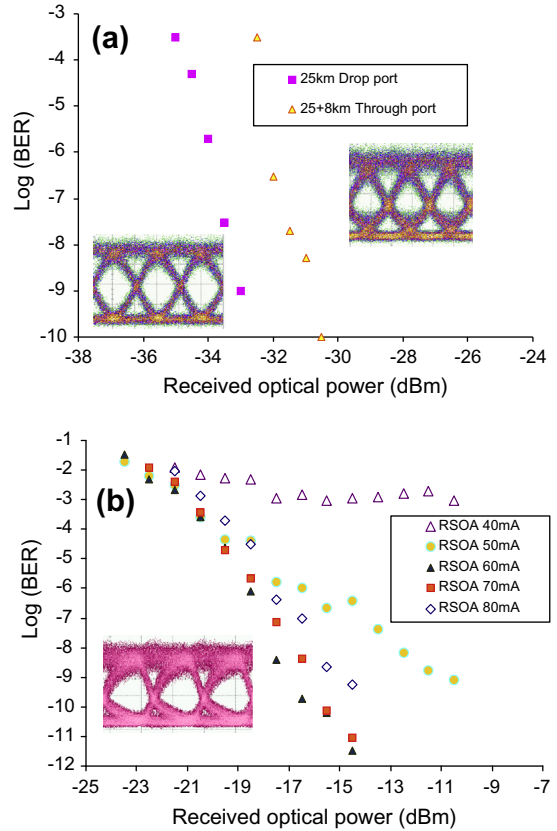 (a)
-3
-4
-5
-6
-7
-8
-9
-10
Log (BER)
25km Drop port
25+8km Through port
-38 -36 -34 -32 -30 -28 -26 -24
Received optical power (dBm)
(b)
-1
-2
-3
-4
-5
-6
-7
-8
-9
-10
-11
-12
Log (BER)
RSOA 40mA
RSOA 50mA
RSOA 60mA
RSOA 70mA
RSOA 80mA
-25 -23 -21 -19 -17 -15 -13 -11 -9
Received optical power (dBm)